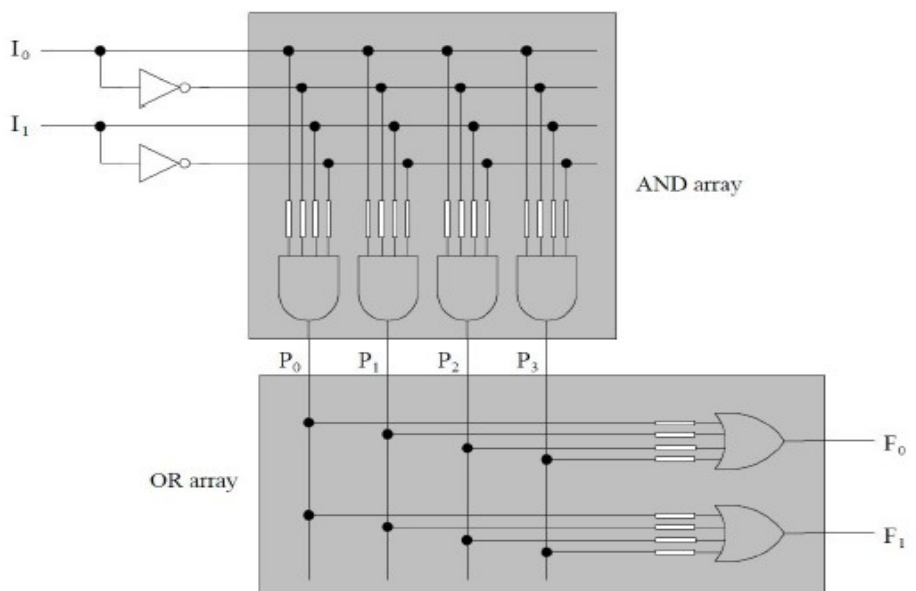 I₀
I₁
AND array
P₀ P₁ P₂ P₃
F₀
OR array
F₁